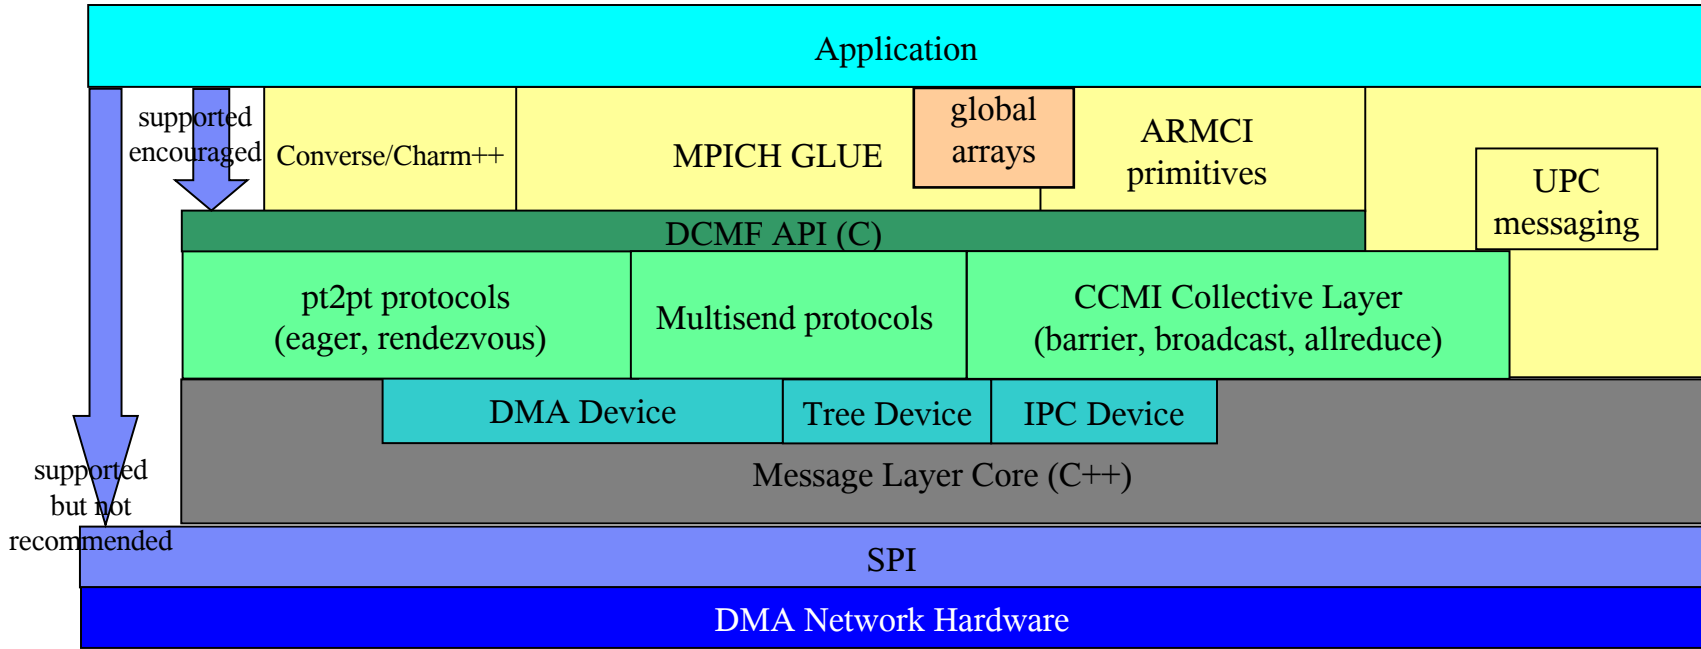 Application
supported
encouraged
Converse/Charm++
MPICH GLUE
global
arrays
ARMCI
primitives
UPC
messaging
DCMF API (C)
pt2pt protocols
(eager, rendezvous)
Multisend protocols
CCMI Collective Layer
(barrier, broadcast, allreduce)
DMA Device
Tree Device
IPC Device
Message Layer Core (C++)
supported
but not
recommended
SPI
DMA Network Hardware